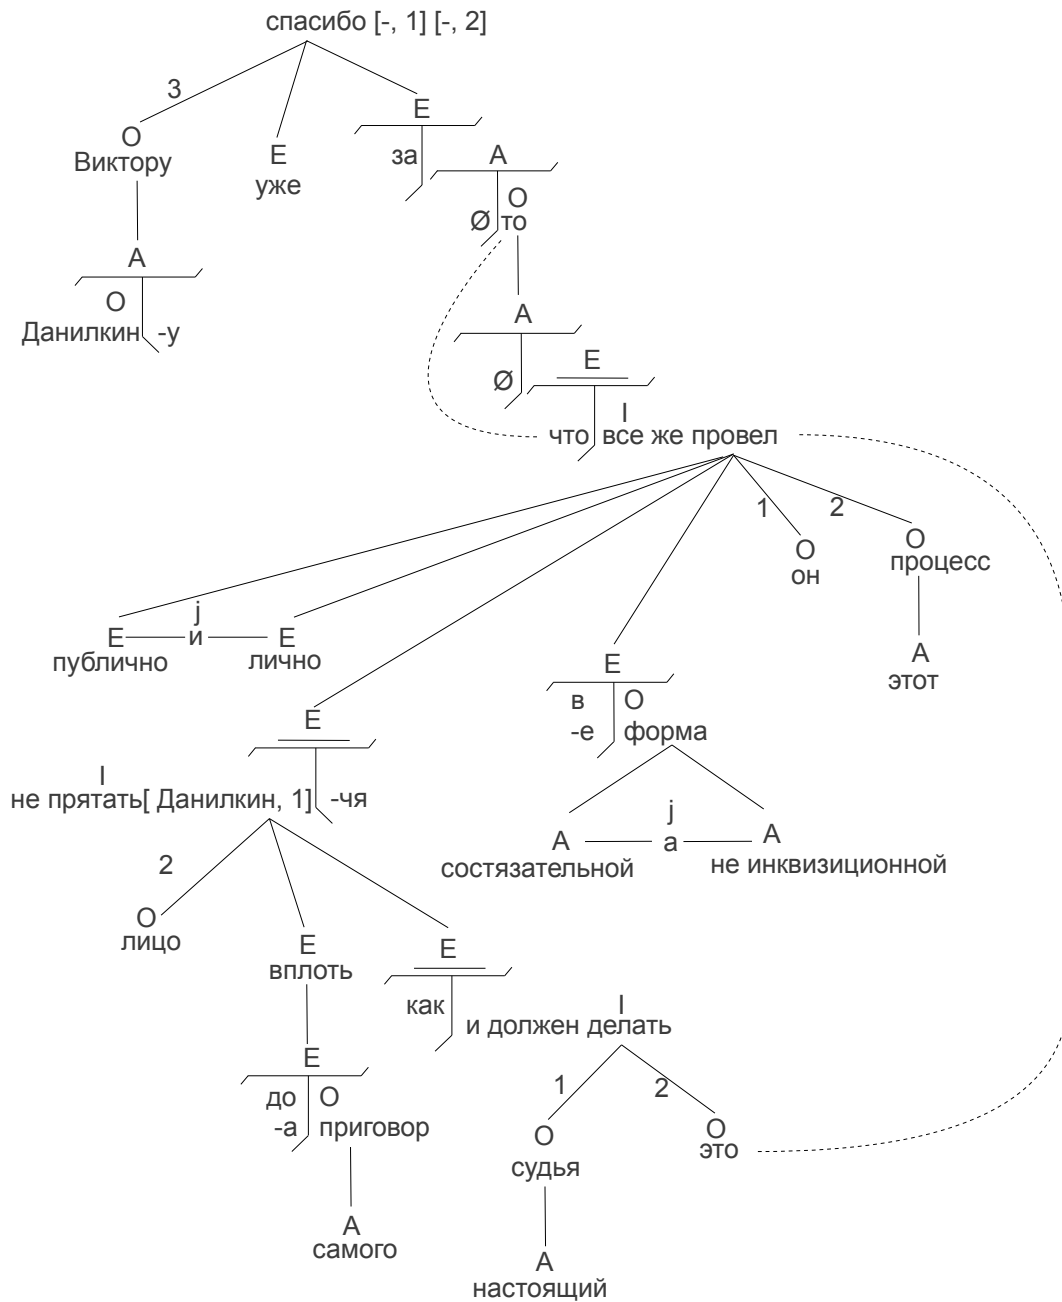 спасибо [-, 1] [-, 2]
3
E
O
Виктору
E
уже
за
A
O
Ø то
A
O
Данилкин -у
A
Ø
E
I
что все же провел
1
2
O
он
O
процесс
A
этот
j
E и E
публично
лично
E
в O
-е форма
E
-чя
I
не прятать[ Данилкин, 1]
j
A а A
состязательной
не инквизиционной
2
O
лицо
E
вплоть
E
как
I
и должен делать
E
до O
-а приговор
1
2
O
судья
O
это
A
самого
A
настоящий